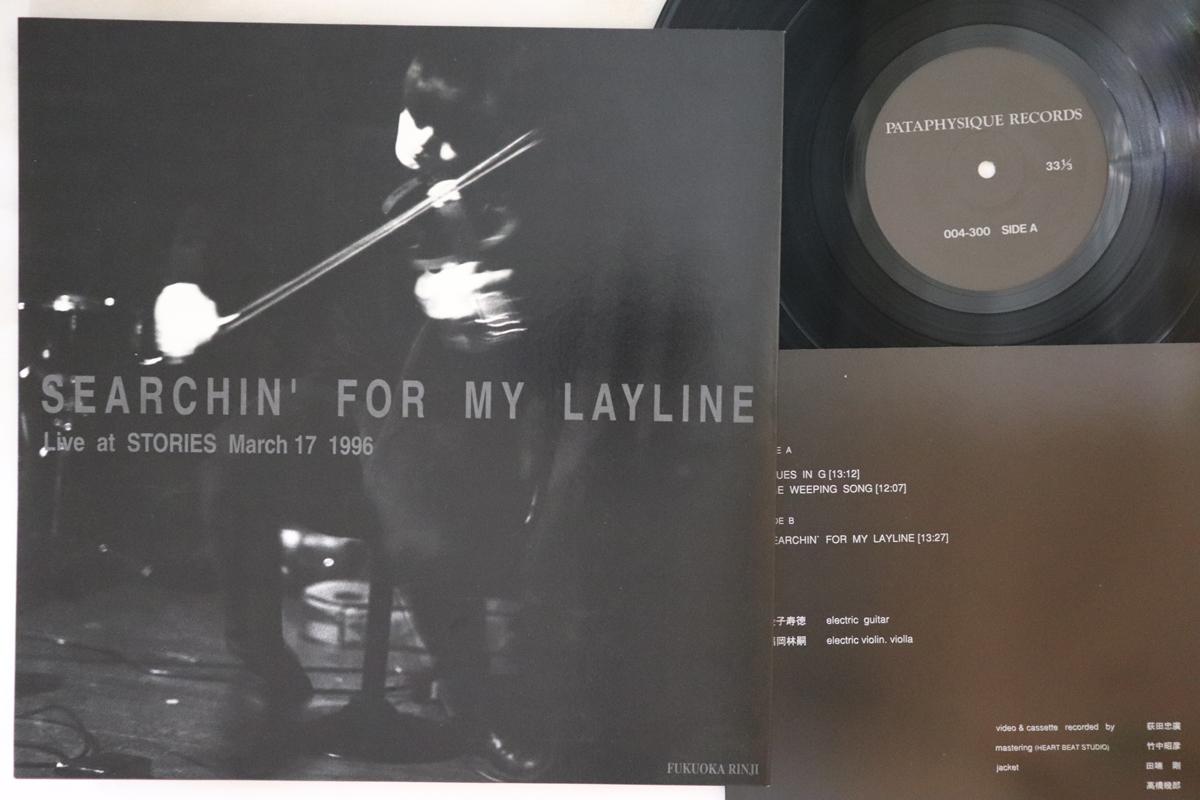 SEARCHIN' FOR MY LAYLINE
Live at STORIES March 17 1996
FUKUOKA RINJI
PATAPHYSIQUE RECORDS
33⅓
004-300 SIDE A
A
IN G [13:12]
WEEPING SONG [12:07]
B
FOR MY LAYLINE [13:27]
子寿徳 electric guitar
岡林嗣 electric violin. violla
video & cassette recorded by 荻田忠廣
mastering (HEART BEAT STUDIO) 竹中昭彦
jacket 田端 剛
高橋幾郎